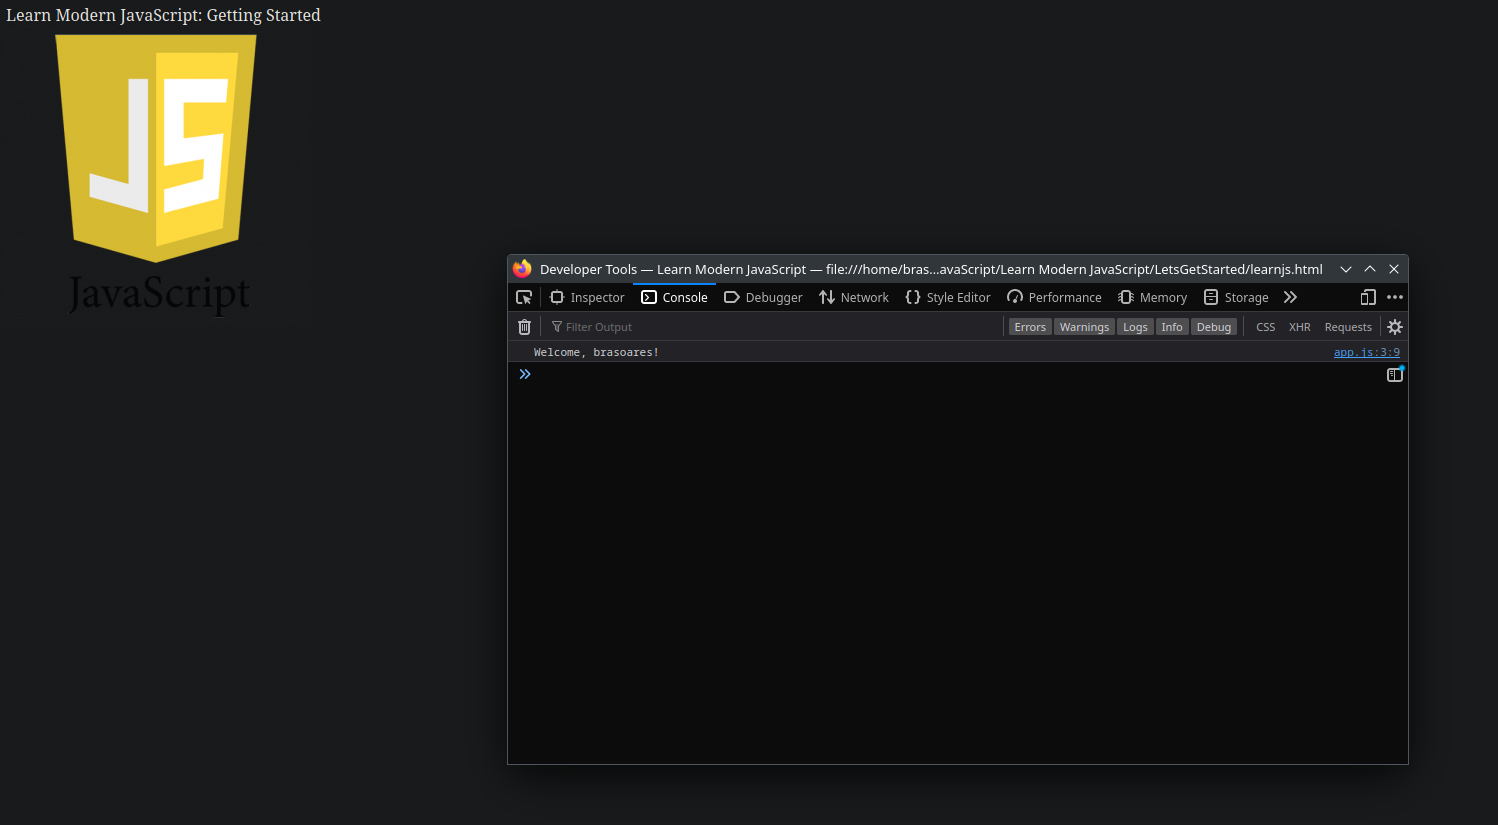 Learn Modern JavaScript: Getting Started
JS
JavaScript
Developer Tools — Learn Modern JavaScript — file:///home/bras…avaScript/Learn Modern JavaScript/LetsGetStarted/learnjs.html
Inspector Console Debugger Network Style Editor Performance Memory Storage
Filter Output Errors Warnings Logs Info Debug CSS XHR Requests
Welcome, brasoares! app.js:3:9